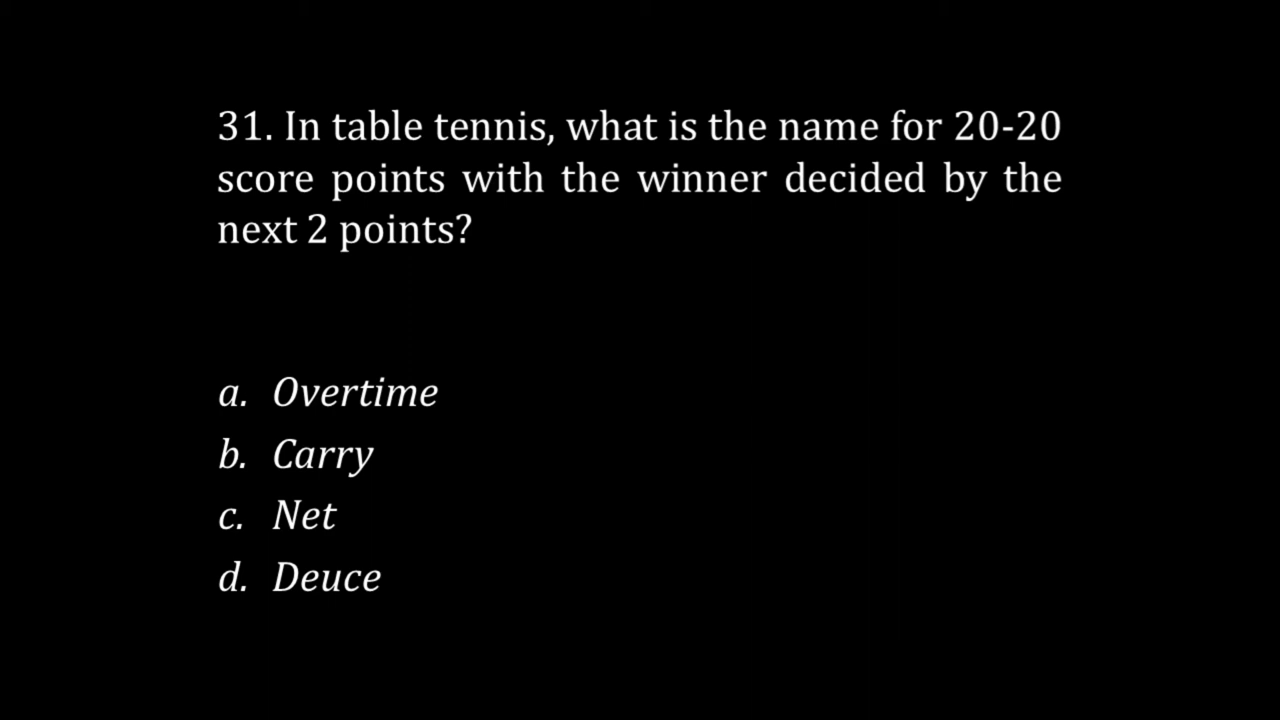 31. In table tennis, what is the name for 20-20
score points with the winner decided by the
next 2 points?
a. Overtime
b. Carry
c. Net
d. Deuce